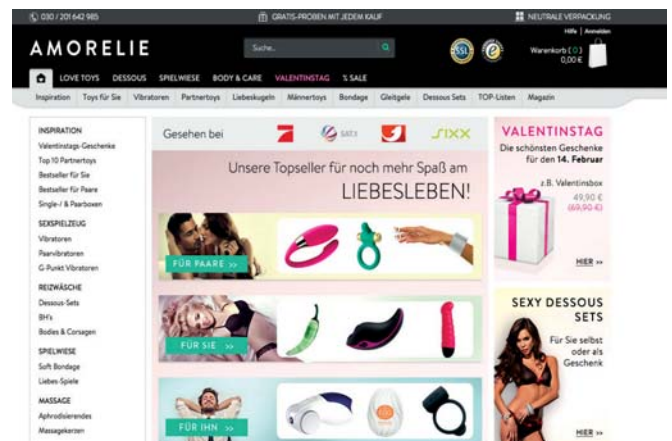 030 / 201 642 985
GRATIS-PROBEN MIT JEDEM KAUF
NEUTRALE VERPACKUNG
Hilfe | Anmelden
AMORELIE
Suche...
SSL
Warenkorb ( 0 )
0,00 €
LOVE TOYS DESSOUS SPIELWIESE BODY & CARE VALENTINSTAG % SALE
Inspiration Toys für Sie Vibratoren Partnertoys Liebeskugeln Männertoys Bondage Gleitgele Dessous Sets TOP-Listen Magazin
INSPIRATION
Valentinstags-Geschenke
Top 10 Partnertoys
Bestseller für Sie
Bestseller für Paare
Single-/ & Paarboxen
SEXSPIELZEUG
Vibratoren
Paarvibratoren
G-Punkt Vibratoren
REIZWÄSCHE
Dessous-Sets
BH's
Bodies & Corsagen
SPIELWIESE
Soft Bondage
Liebes-Spiele
MASSAGE
Aphrodisierendes
Massagekerzen
Gesehen bei
SAT.1
sixx
Unsere Topseller für noch mehr Spaß am
LIEBESLEBEN!
FÜR PAARE >>
FÜR SIE >>
FÜR IHN >>
VALENTINSTAG
Die schönsten Geschenke
für den 14. Februar
z.B. Valentinsbox
49,90 €
(69,90 €)
HIER >>
SEXY DESSOUS
SETS
Für Sie selbst
oder als
Geschenk
HIER >>